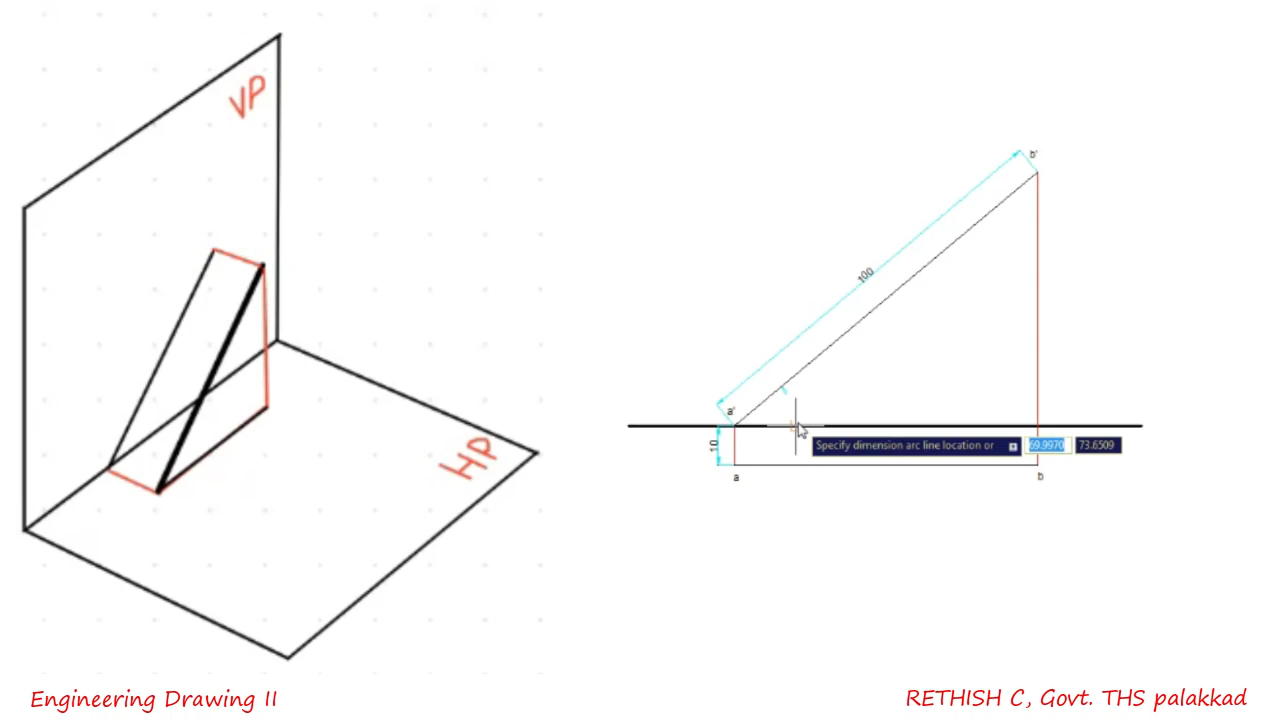 VP
HP
b'
100
a'
10
Specify dimension arc line location or
69.9970
73.6509
a
b
Engineering Drawing II
RETHISH C, Govt. THS palakkad